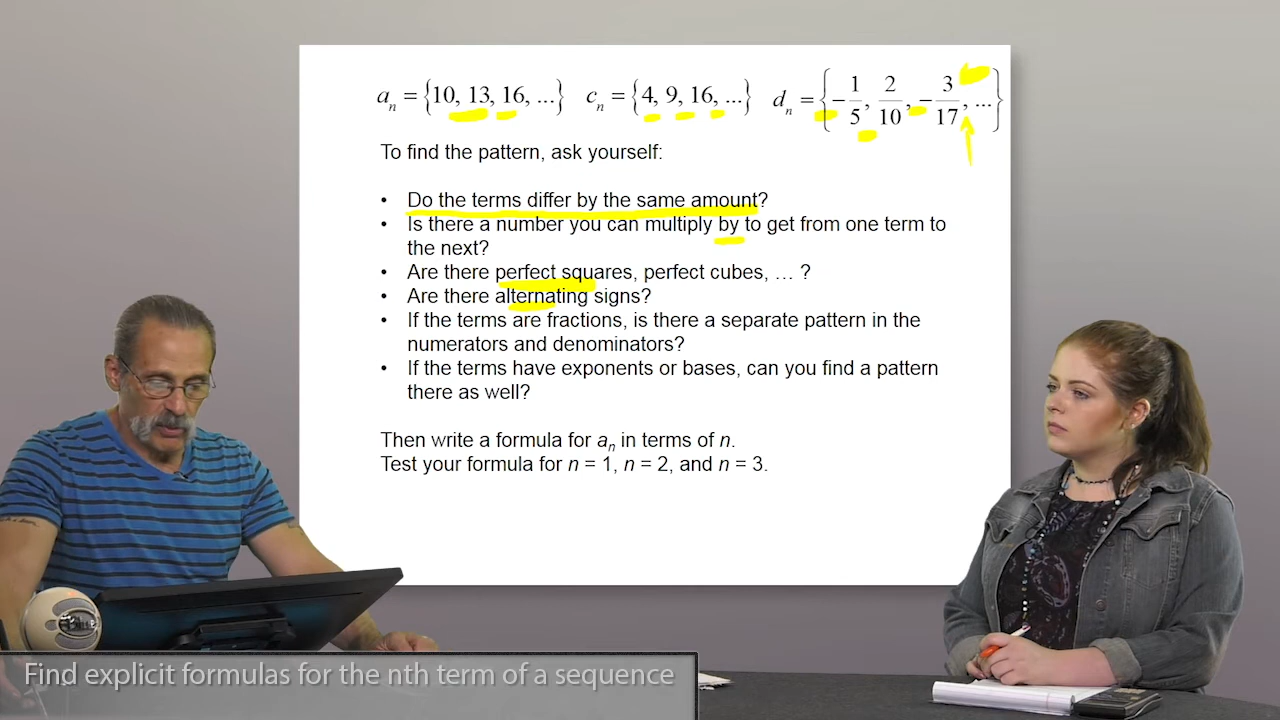 aₙ = {10, 13, 16, ...} cₙ = {4, 9, 16, ...} dₙ = {-1/5, 2/10, -3/17, ...}
To find the pattern, ask yourself:
• Do the terms differ by the same amount?
• Is there a number you can multiply by to get from one term to
the next?
• Are there perfect squares, perfect cubes, … ?
• Are there alternating signs?
• If the terms are fractions, is there a separate pattern in the
numerators and denominators?
• If the terms have exponents or bases, can you find a pattern
there as well?
Then write a formula for aₙ in terms of n.
Test your formula for n = 1, n = 2, and n = 3.
Blue
Find explicit formulas for the nth term of a sequence